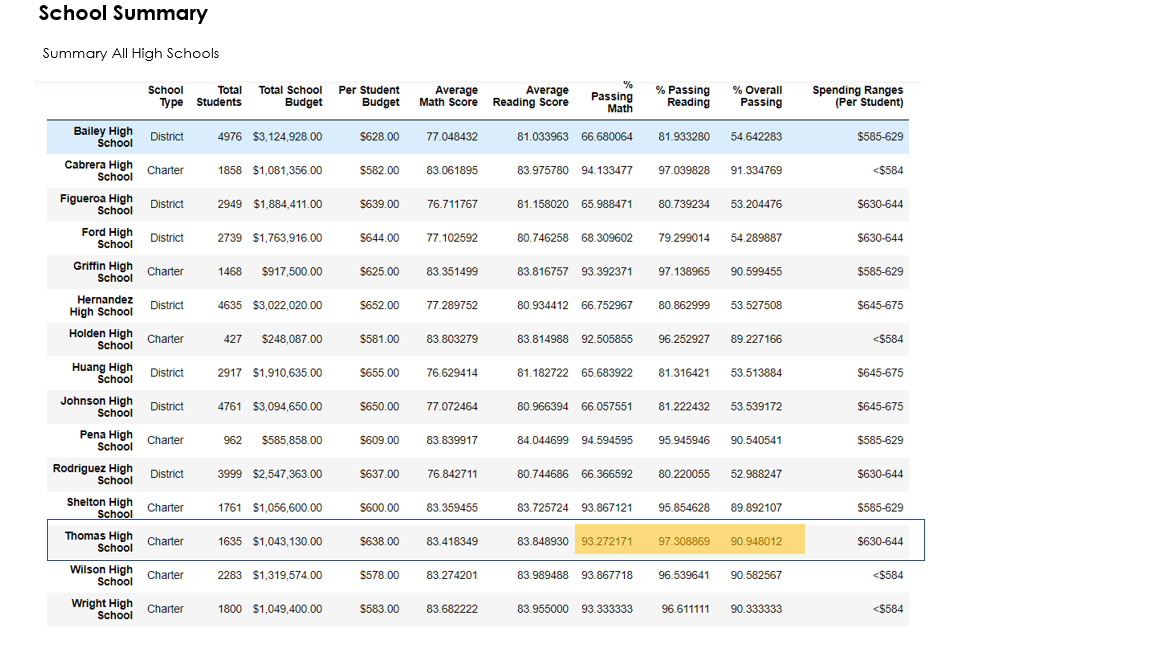 School Summary
Summary All High Schools
School Type Total Students Total School Budget Per Student Budget Average Math Score Average Reading Score % Passing Math % Passing Reading % Overall Passing Spending Ranges (Per Student)
Bailey High School District 4976 $3,124,928.00 $628.00 77.048432 81.033963 66.680064 81.933280 54.642283 $585-629
Cabrera High School Charter 1858 $1,081,356.00 $582.00 83.061895 83.975780 94.133477 97.039828 91.334769 <$584
Figueroa High School District 2949 $1,884,411.00 $639.00 76.711767 81.158020 65.988471 80.739234 53.204476 $630-644
Ford High School District 2739 $1,763,916.00 $644.00 77.102592 80.746258 68.309602 79.299014 54.289887 $630-644
Griffin High School Charter 1468 $917,500.00 $625.00 83.351499 83.816757 93.392371 97.138965 90.599455 $585-629
Hernandez High School District 4635 $3,022,020.00 $652.00 77.289752 80.934412 66.752967 80.862999 53.527508 $645-675
Holden High School Charter 427 $248,087.00 $581.00 83.803279 83.814988 92.505855 96.252927 89.227166 <$584
Huang High School District 2917 $1,910,635.00 $655.00 76.629414 81.182722 65.683922 81.316421 53.513884 $645-675
Johnson High School District 4761 $3,094,650.00 $650.00 77.072464 80.966394 66.057551 81.222432 53.539172 $645-675
Pena High School Charter 962 $585,858.00 $609.00 83.839917 84.044699 94.594595 95.945946 90.540541 $585-629
Rodriguez High School District 3999 $2,547,363.00 $637.00 76.842711 80.744686 66.366592 80.220055 52.988247 $630-644
Shelton High School Charter 1761 $1,056,600.00 $600.00 83.359455 83.725724 93.867121 95.854628 89.892107 $585-629
Thomas High School Charter 1635 $1,043,130.00 $638.00 83.418349 83.848930 93.272171 97.308869 90.948012 $630-644
Wilson High School Charter 2283 $1,319,574.00 $578.00 83.274201 83.989488 93.867718 96.539641 90.582567 <$584
Wright High School Charter 1800 $1,049,400.00 $583.00 83.682222 83.955000 93.333333 96.611111 90.333333 <$584